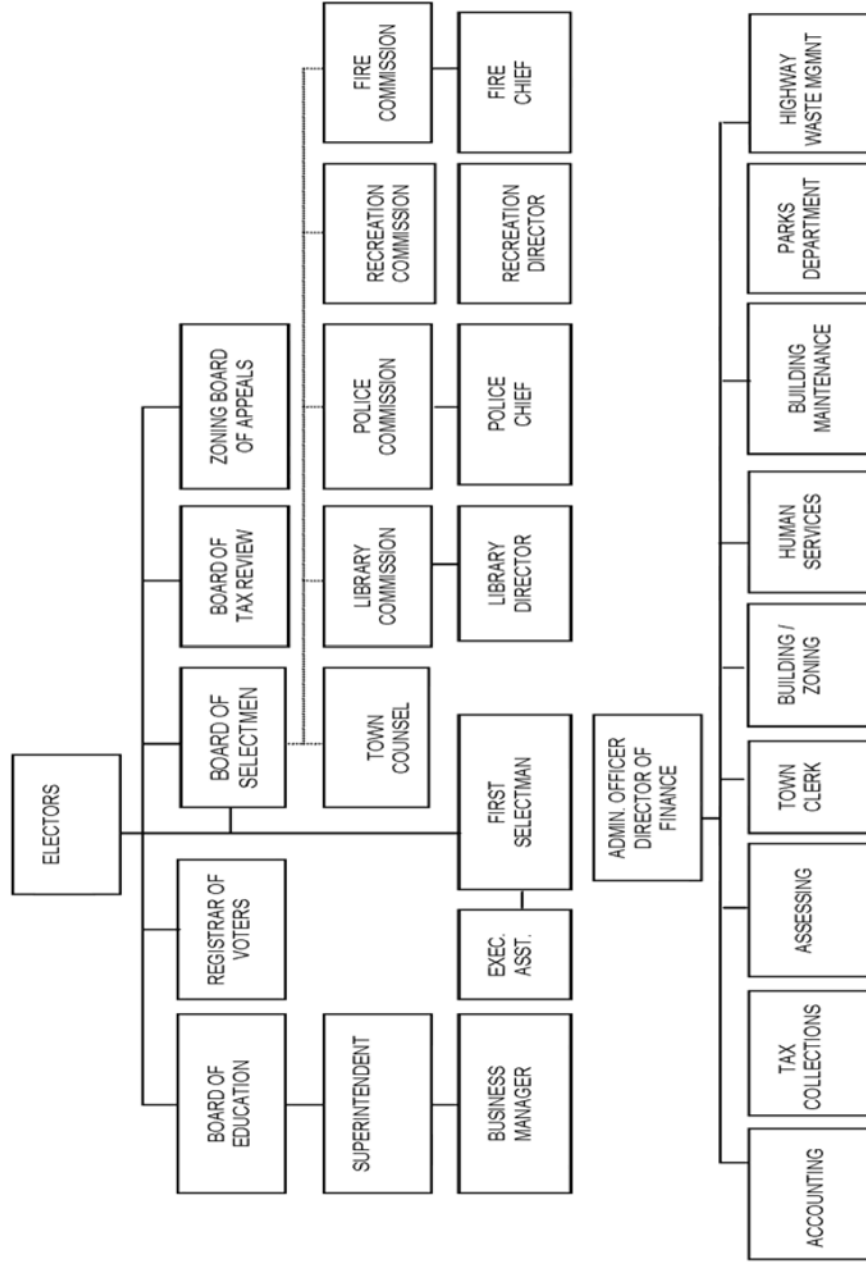 ELECTORS
BOARD OF
EDUCATION
REGISTRAR OF
VOTERS
BOARD OF
SELECTMEN
BOARD OF
TAX REVIEW
ZONING BOARD
OF APPEALS
SUPERINTENDENT
TOWN
COUNSEL
LIBRARY
COMMISSION
POLICE
COMMISSION
RECREATION
COMMISSION
FIRE
COMMISSION
BUSINESS
MANAGER
EXEC.
ASST.
FIRST
SELECTMAN
LIBRARY
DIRECTOR
POLICE
CHIEF
RECREATION
DIRECTOR
FIRE
CHIEF
ADMIN. OFFICER
DIRECTOR OF
FINANCE
ACCOUNTING
TAX
COLLECTIONS
ASSESSING
TOWN
CLERK
BUILDING /
ZONING
HUMAN
SERVICES
BUILDING
MAINTENANCE
PARKS
DEPARTMENT
HIGHWAY
WASTE MGMNT